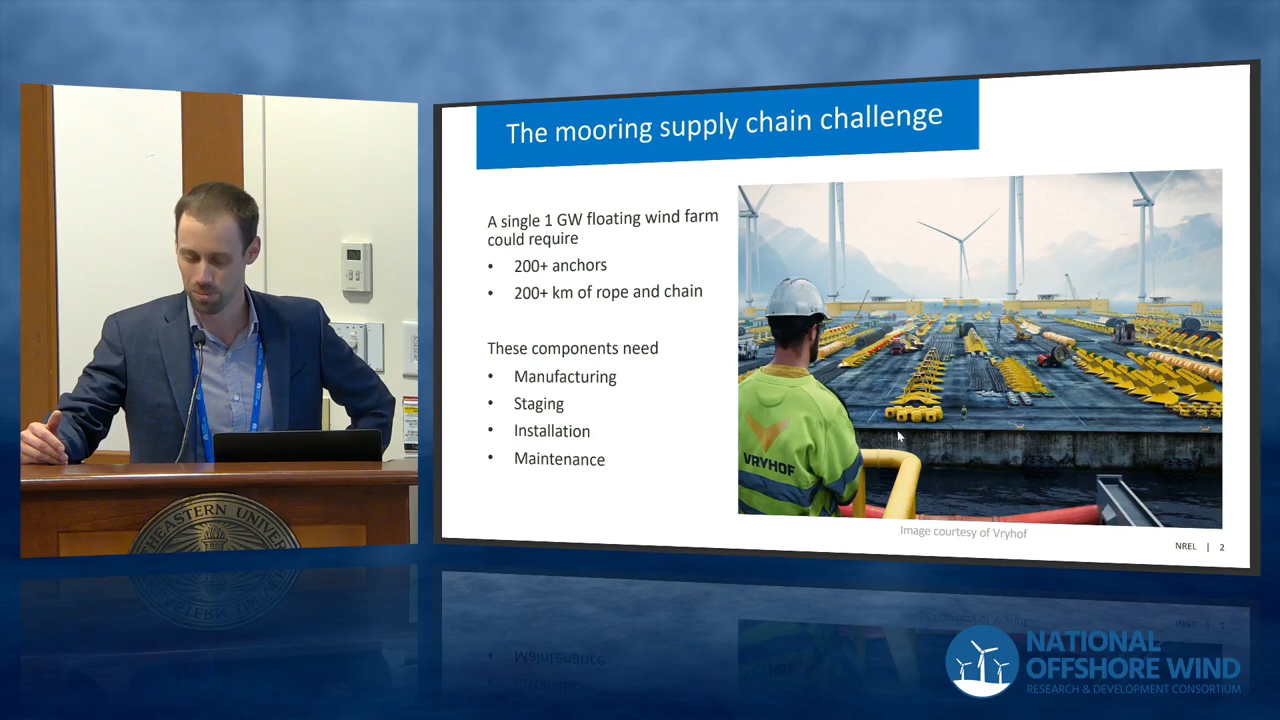 The mooring supply chain challenge
A single 1 GW floating wind farm
could require
• 200+ anchors
• 200+ km of rope and chain
These components need
• Manufacturing
• Staging
• Installation
• Maintenance
VRYHOF
Image courtesy of Vryhof
NREL | 2
HEASTERN UNIVER
NATIONAL
OFFSHORE WIND
RESEARCH & DEVELOPMENT CONSORTIUM